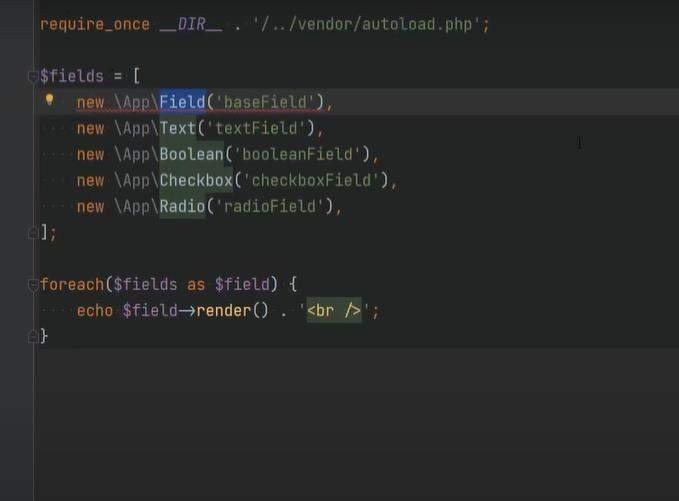 require_once __DIR__ . '/../vendor/autoload.php';
$fields = [
new \App\Field('baseField'),
new \App\Text('textField'),
new \App\Boolean('booleanField'),
new \App\Checkbox('checkboxField'),
new \App\Radio('radioField'),
];
foreach($fields as $field) {
echo $field->render() . '<br />';
}